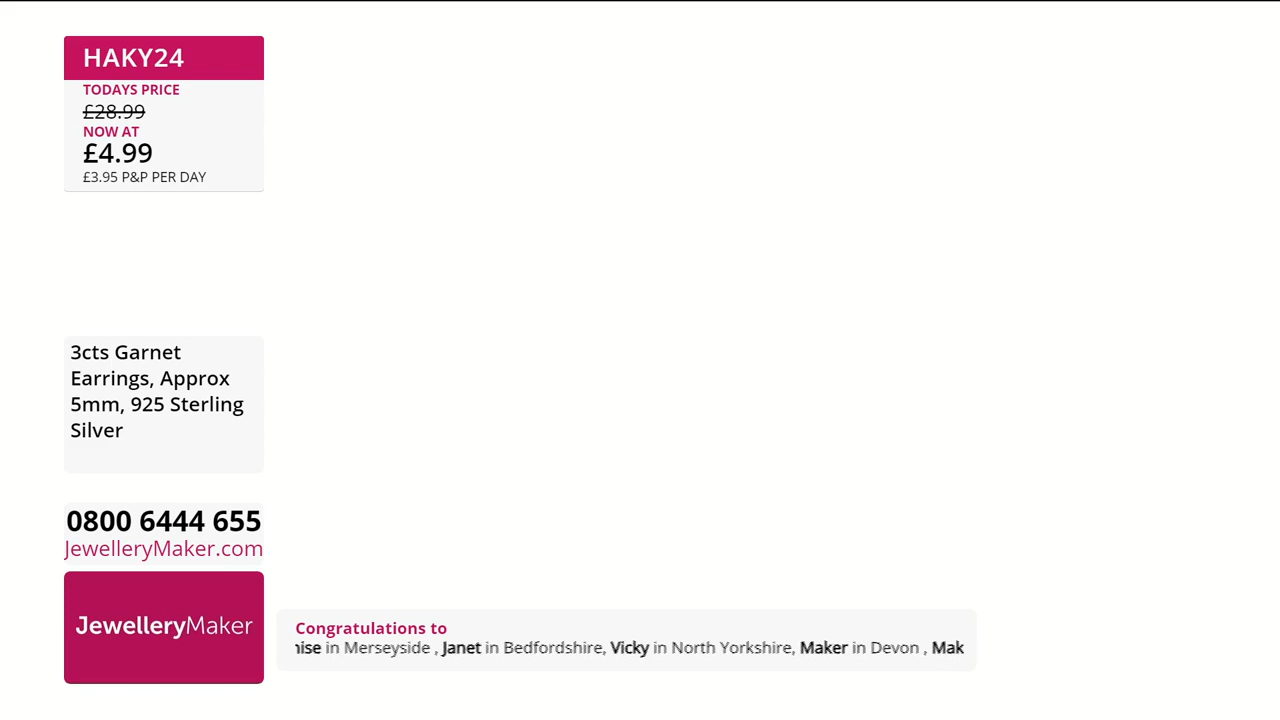 HAKY24
TODAYS PRICE
£28.99
NOW AT
£4.99
£3.95 P&P PER DAY
3cts Garnet
Earrings, Approx
5mm, 925 Sterling
Silver
0800 6444 655
JewelleryMaker.com
JewelleryMaker
Congratulations to
in Merseyside , Janet in Bedfordshire, Vicky in North Yorkshire, Maker in Devon , Mak